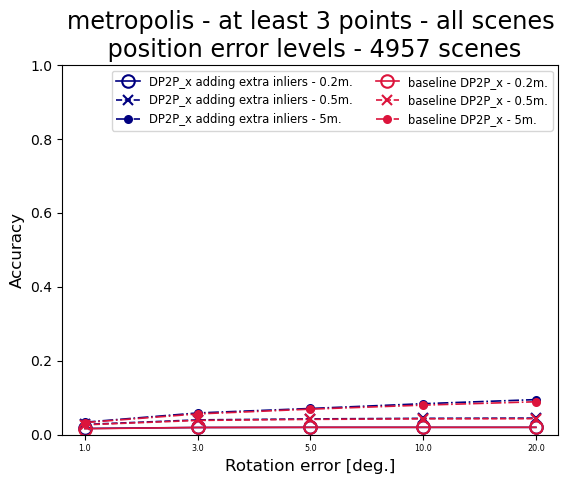 metropolis - at least 3 points - all scenes
position error levels - 4957 scenes
1.0
0.8
0.6
0.4
0.2
0.0
Accuracy
DP2P_x adding extra inliers - 0.2m.
DP2P_x adding extra inliers - 0.5m.
DP2P_x adding extra inliers - 5m.
baseline DP2P_x - 0.2m.
baseline DP2P_x - 0.5m.
baseline DP2P_x - 5m.
1.0 3.0 5.0 10.0 20.0
Rotation error [deg.]